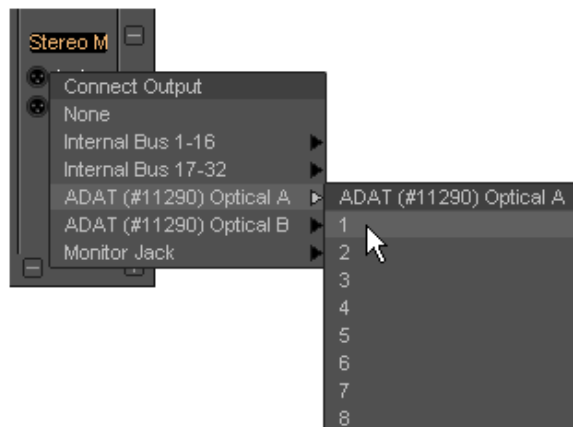 Stereo M
Connect Output
None
Internal Bus 1-16
Internal Bus 17-32
ADAT (#11290) Optical A
ADAT (#11290) Optical B
Monitor Jack
ADAT (#11290) Optical A
1
2
3
4
5
6
7
8